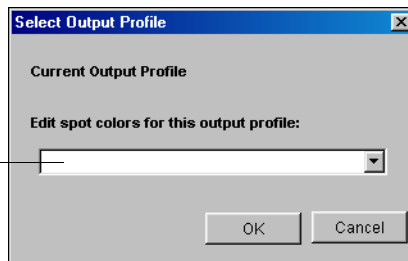 Select Output Profile
Current Output Profile
Edit spot colors for this output profile:
OK Cancel